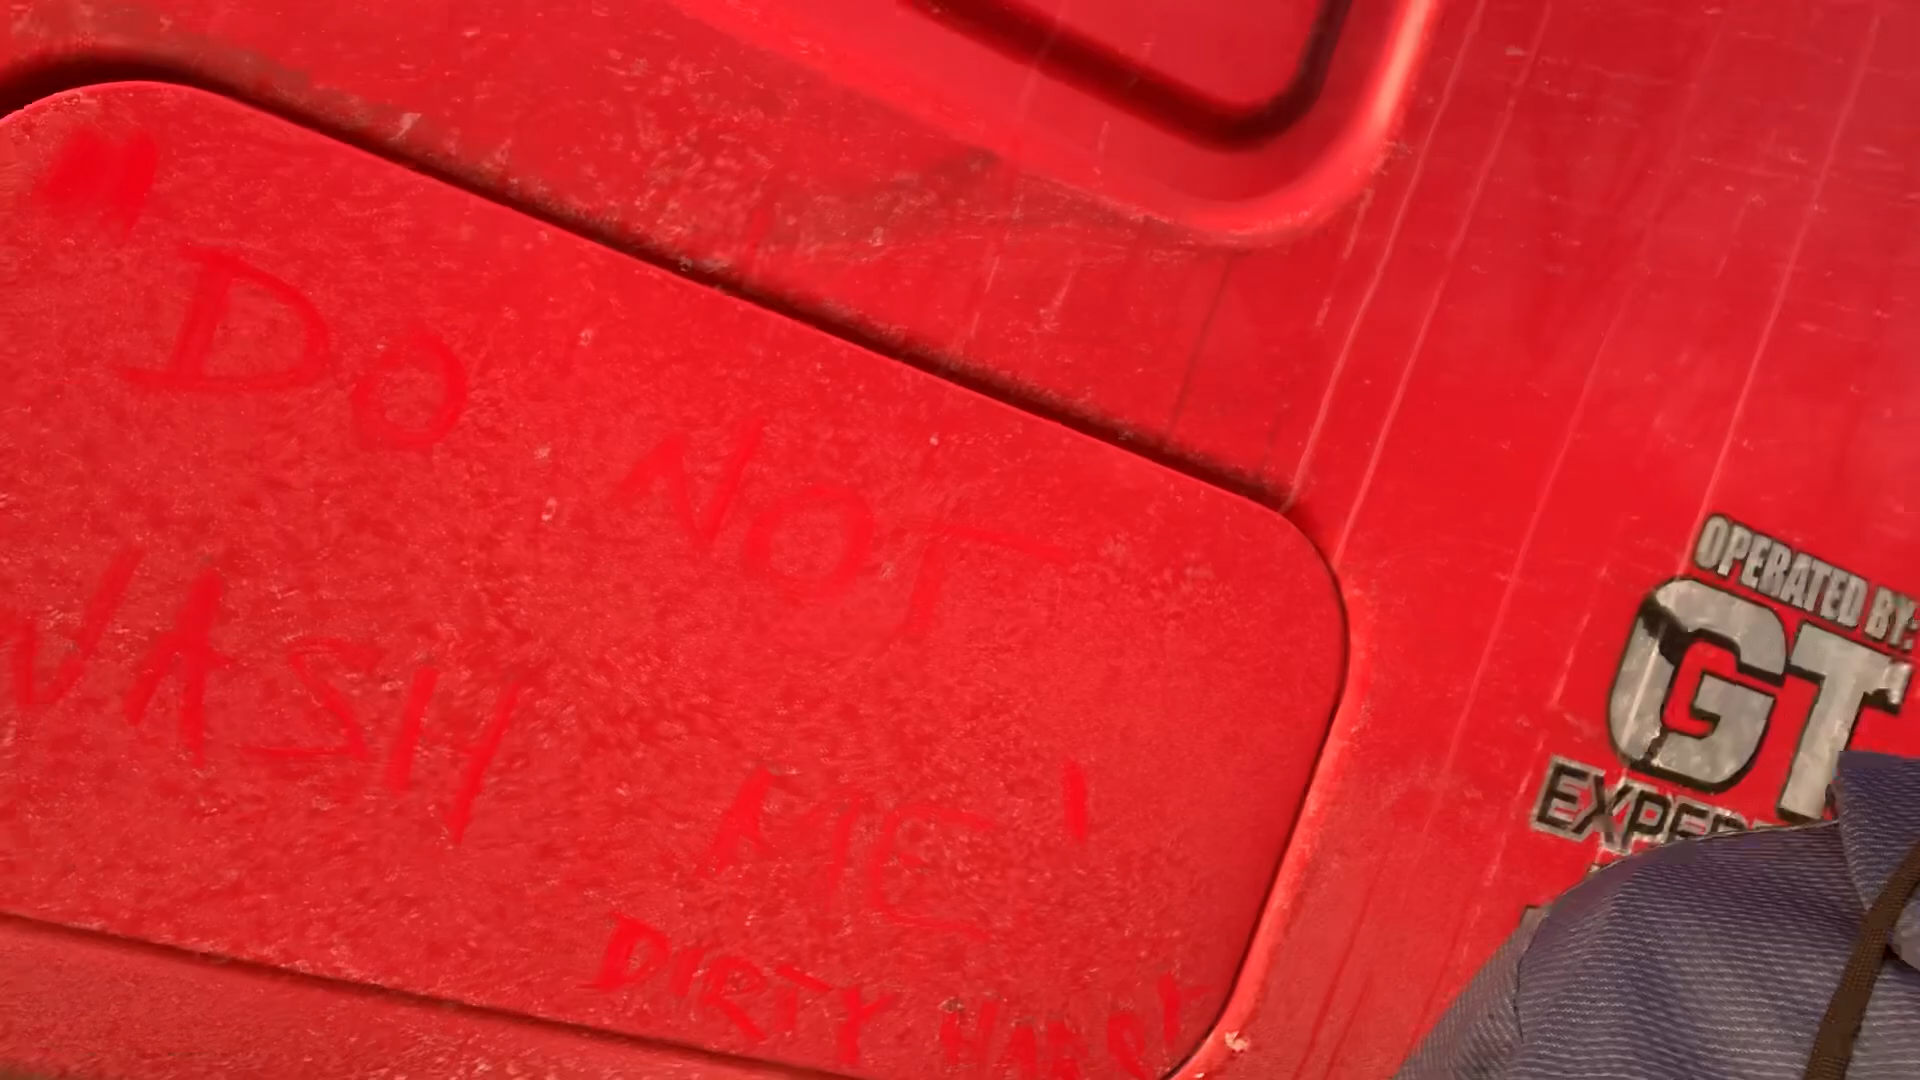 " DO NOT
WASH ME '
DIRTY
OPERATED BY:
GT